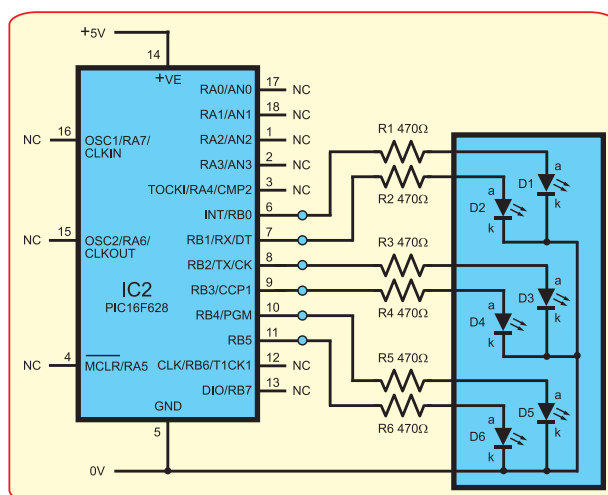 +5V
14
+VE
RA0/AN0 17 NC
RA1/AN1 18 NC
NC 16 OSC1/RA7/
CLKIN
RA2/AN2 1 NC
RA3/AN3 2 NC
TOCKI/RA4/CMP2 3 NC
INT/RB0 6
NC 15 OSC2/RA6/
CLKOUT
RB1/RX/DT 7
RB2/TX/CK 8
IC2
PIC16F628
RB3/CCP1 9
RB4/PGM 10
RB5 11
NC 4 MCLR/RA5
CLK/RB6/T1CK1 12 NC
DIO/RB7 13 NC
GND
5
0V
R1 470Ω
R2 470Ω
R3 470Ω
R4 470Ω
R5 470Ω
R6 470Ω
a D1 k
a D2 k
a D3 k
a D4 k
a D5 k
a D6 k